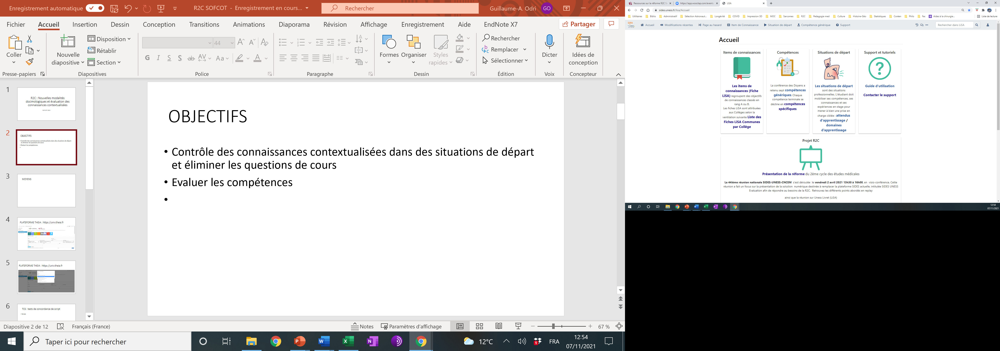 Enregistrement automatique
R2C SOFCOT - Enregistrement en cours...
Rechercher
Guillaume-A. Odri GO
Fichier Accueil Insertion Dessin Conception Transitions Animations Diaporama Révision Affichage Enregistrement Aide EndNote X7
Partager
Coller
Nouvelle
diapositive
Disposition
Rétablir
Section
44
G I S S ab AV Aa A
Formes Organiser Styles
rapides
Rechercher
Remplacer
Sélectionner
Dicter
Idées de
conception
Presse-papiers Diapositives Police Paragraphe Dessin Édition Voix Concepteur
1
R2C : Nouvelles modalités
docimologiques et évaluation des
connaissances contextualisées
SOFCOT 2021
2
OBJECTIFS
• Contrôle des connaissances contextualisées dans des situations de départ
et éliminer les questions de cours
• Evaluer les compétences
•
3
MOYENS
4
PLATEFORME THEIA : https://univ.theia.fr
5
PLATEFORME THEIA : https://univ.theia.fr
6
TCS : tests de concordance de script
• Script
OBJECTIFS
• Contrôle des connaissances contextualisées dans des situations de départ
et éliminer les questions de cours
• Evaluer les compétences
•
Diapositive 2 de 12 Français (France) Notes Paramètres d'affichage 67 %
Taper ici pour rechercher
12°C FRA 12:54
07/11/2021
Ressources sur la réforme R2C https://app.wooclap.com/events LiSA
sides.uness.fr/lisa/Accueil
Utilitaires Biblio Administratif Sélection Astronaut... Longévité COVID Impression 3D MOC Sarcomes R2C Pedagogie med Culture Histoire-Géo Statistiques Coréen Philo Fac Aides à la chirurgie... Liste de lecture
LiSA Accueil Modifications récentes Page au hasard Item de Connaissance Situation de départ Compétence générique Support Rechercher dans LiSA
Accueil
Items de connaissances
Les items de
connaissances (Fiche
LiSA) regroupent des objectifs
de connaissances classés en
rang A ou B.
Les fiches LiSA sont attribuées
aux Collèges selon la
ventilation suivante Liste des
Fiches LiSA Communes
par Collège
Compétences
La conférence des Doyens a
retenu sept compétences
génériques. Chaque
compétence terminale se
décline en compétences
spécifiques.
Situations de départ
Les situations de départ
sont des situations
professionnelles. L'étudiant doit
mobiliser ses compétences, ses
connaissances et ses
expériences en stage pour
mener à bien une prise en
charge ciblée : attendus
d'apprentissage /
domaines
d'apprentissage
Support et tutoriels
?
Guide d'utilisation
Contacter le support
Projet R2C
Présentation de la réforme du 2ème cycle des études médicales
La 44ième réunion nationale SIDES-UNESS-CNCEM s'est déroulée le vendredi 2 avril 2021 13h30 à 16h00, en visio-conférence. Cette
réunion a fait un focus sur la présentation de la solution numérique destinée à remplacer la plateforme SIDES actuelle, intitulée SIDES UNESS
Evaluation afin de répondre au besoins de la R2C. Retrouvez les différents points abordés en replay
ainsi que la réunion sur Uness Livret (LiSA)
12:54
07/11/2021